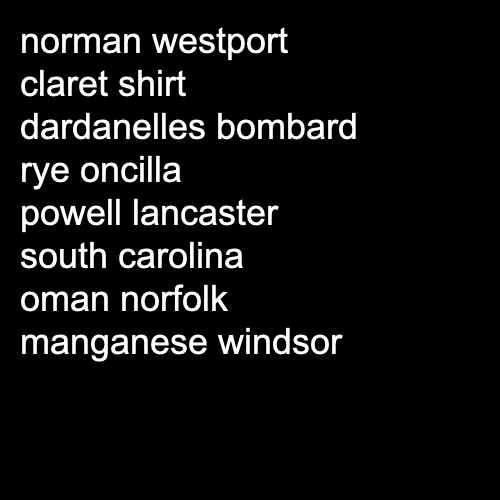 norman westport
claret shirt
dardanelles bombard
rye oncilla
powell lancaster
south carolina
oman norfolk
manganese windsor